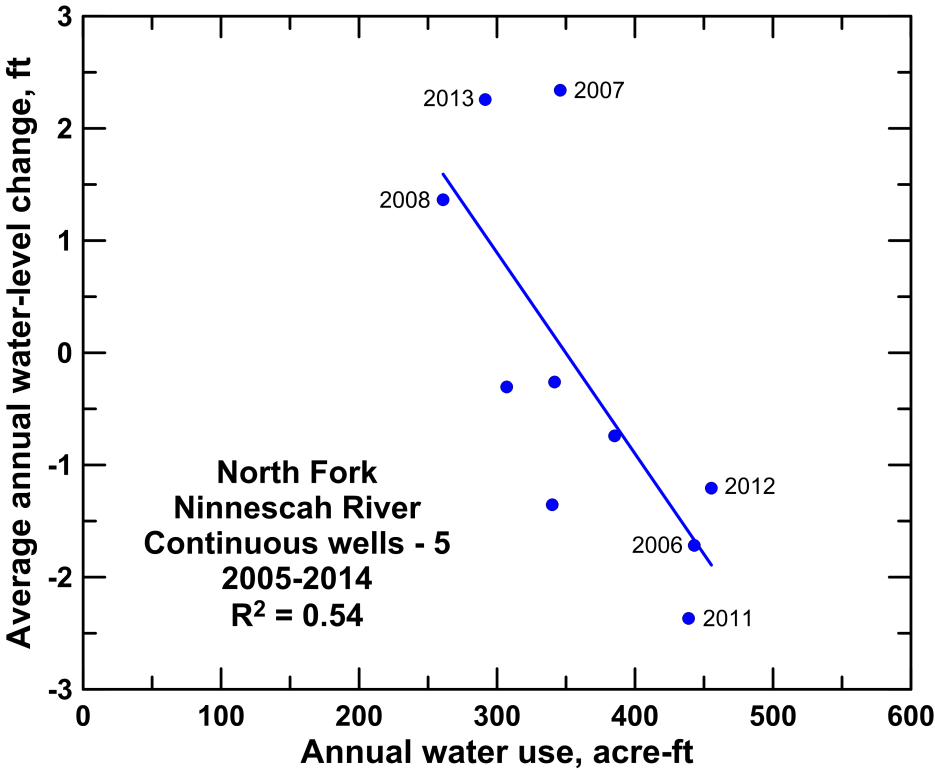 Average annual water-level change, ft
3
2
1
0
-1
-2
-3
2013
2007
2008
2012
2006
2011
North Fork
Ninnescah River
Continuous wells - 5
2005-2014
R² = 0.54
0 100 200 300 400 500 600
Annual water use, acre-ft